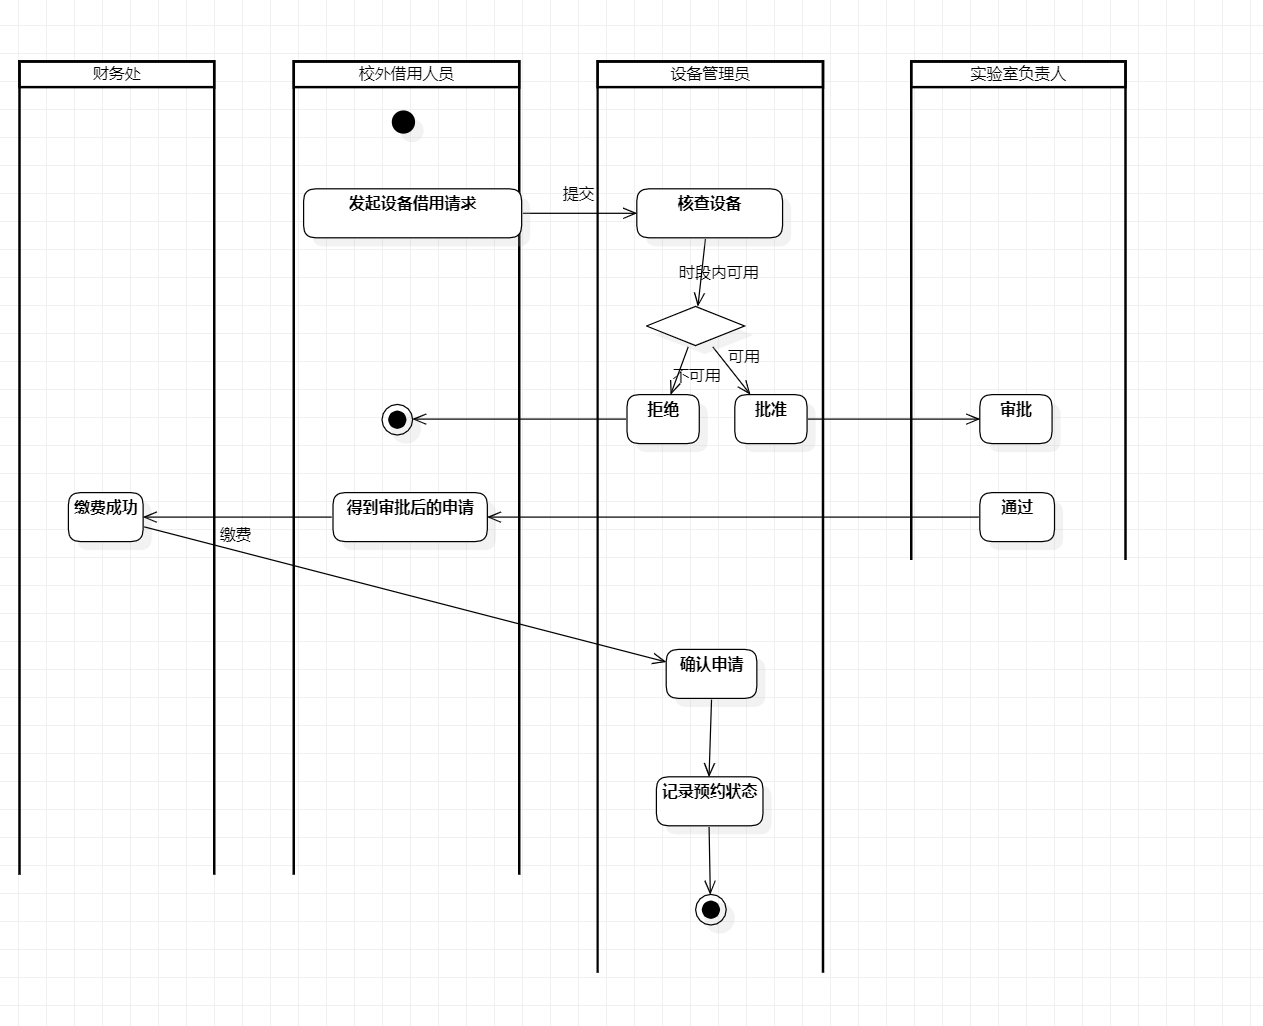 财务处
校外借用人员
设备管理员
实验室负责人
发起设备借用请求
提交
核查设备
时段内可用
可用
不可用
拒绝
批准
审批
缴费成功
得到审批后的申请
通过
缴费
确认申请
记录预约状态